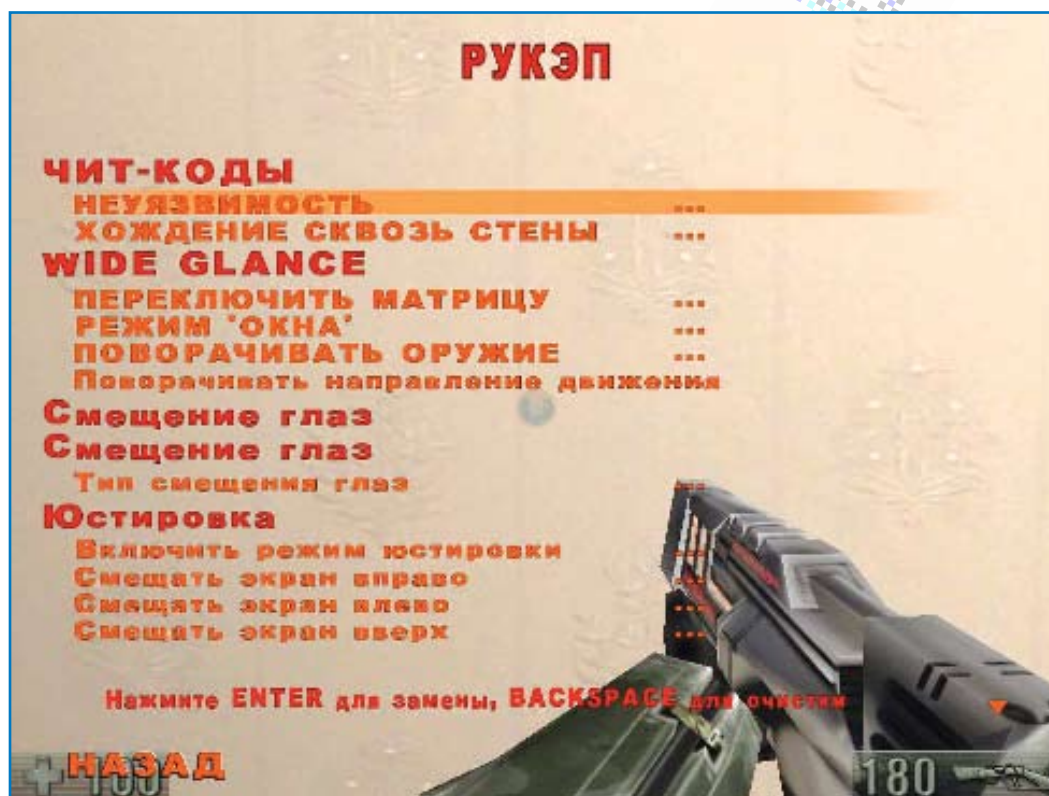 РУКЭП
ЧИТ-КОДЫ
НЕУЯЗВИМОСТЬ ...
ХОЖДЕНИЕ СКВОЗЬ СТЕНЫ ...
WIDE GLANCE
ПЕРЕКЛЮЧИТЬ МАТРИЦУ ...
РЕЖИМ 'ОКНА' ...
ПОВОРАЧИВАТЬ ОРУЖИЕ ...
Поворачивать направление движения
Смещение глаз
Смещение глаз
Тип смещения глаз ...
Юстировка
Включить режим юстировки ...
Смещать экран вправо ...
Смещать экран влево ...
Смещать экран вверх ...
Нажмите ENTER для замены, BACKSPACE для очистки
НАЗАД
180